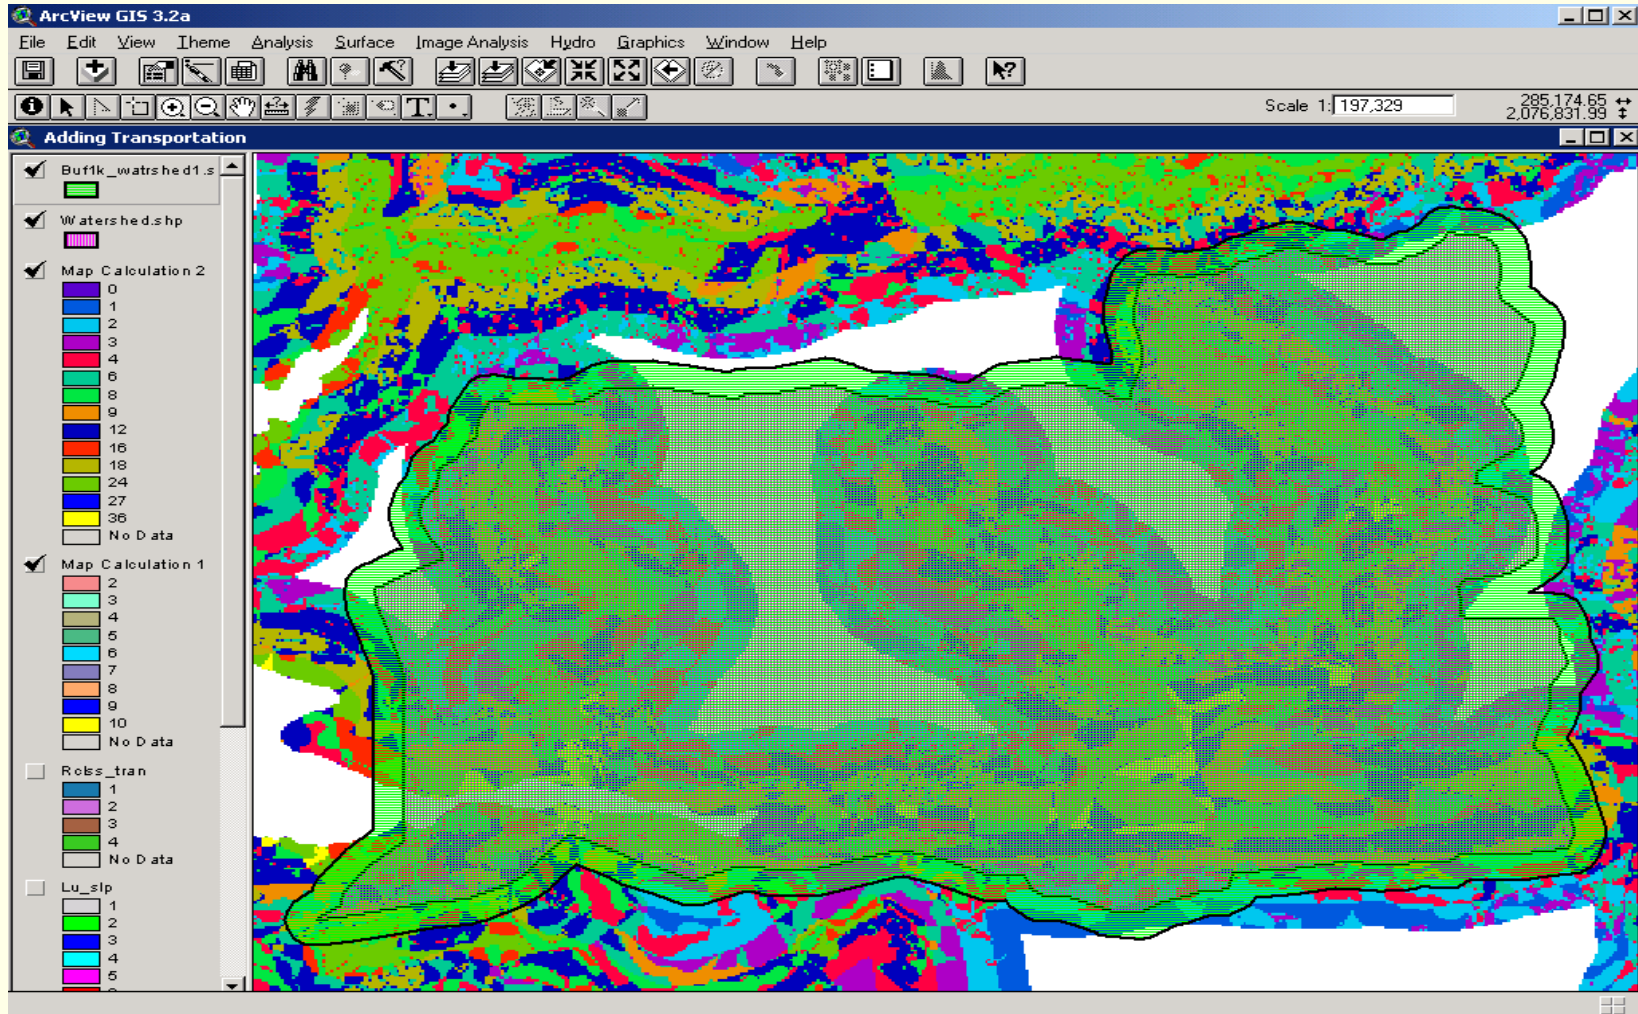 ArcView GIS 3.2a
File Edit View Theme Analysis Surface Image Analysis Hydro Graphics Window Help
Scale 1: 197,329
285,174.65
2,076,831.99
Adding Transportation
Buf1k_watrshed1.s
Watershed.shp
Map Calculation 2
0
1
2
3
4
6
8
9
12
16
18
24
27
36
No Data
Map Calculation 1
2
3
4
5
6
7
8
9
10
No Data
Rclss_tran
1
2
3
4
No Data
Lu_slp
1
2
3
4
5